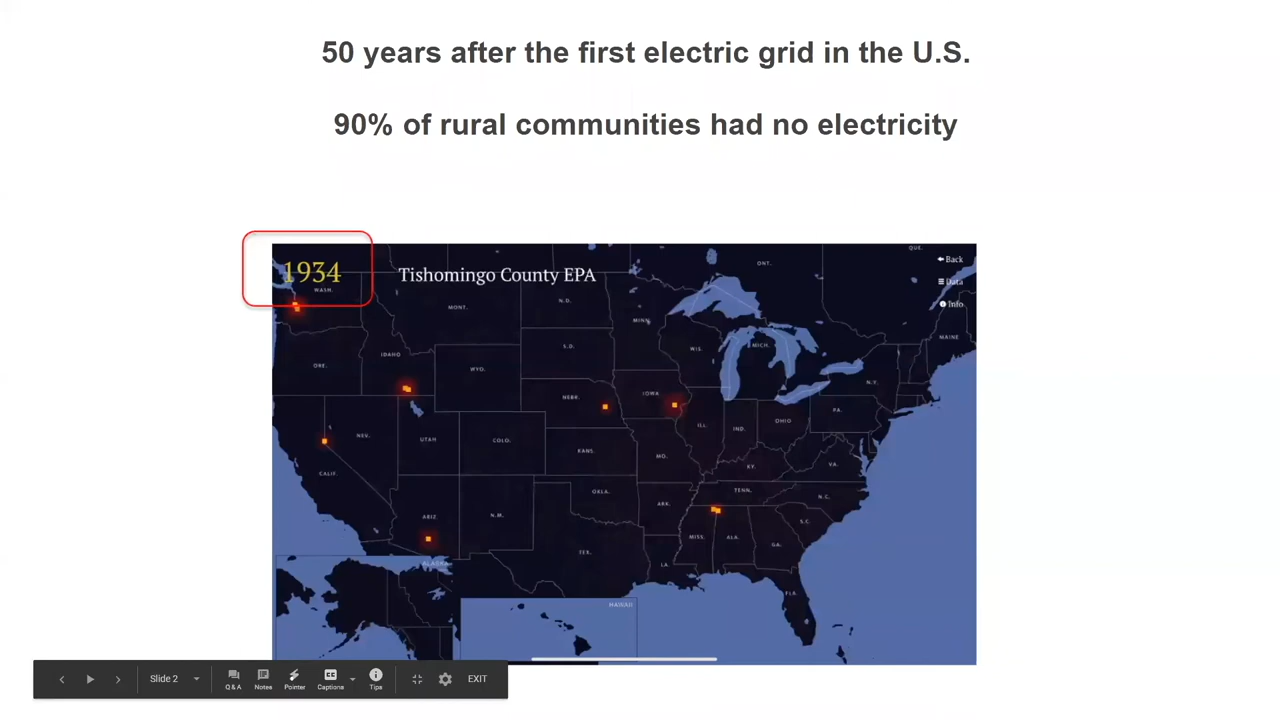 50 years after the first electric grid in the U.S.
90% of rural communities had no electricity
QUE.
1934
Tishomingo County EPA
ONT.
Back
Data
Info
WASH.
MONT.
N.D.
MINN.
MAINE
ORE.
IDAHO
S.D.
WIS.
MICH.
WYO.
N.Y.
NEBR.
IOWA
PA.
NEV.
UTAH
COLO.
ILL.
IND.
OHIO
CALIF.
KANS.
MO.
KY.
VA.
OKLA.
TENN.
N.C.
ARIZ.
N.M.
ARK.
S.C.
TEX.
MISS.
ALA.
GA.
LA.
ALASKA
FLA.
HAWAII
Slide 2
Q & A
Notes
Pointer
Captions
Tips
EXIT